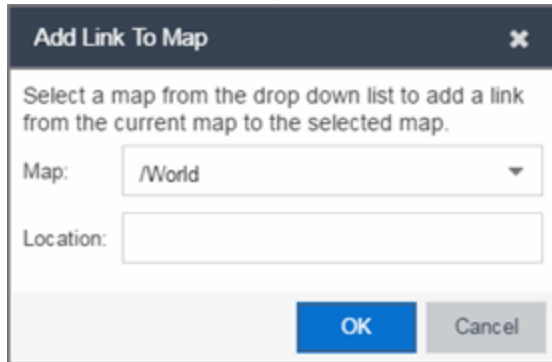 Add Link To Map
Select a map from the drop down list to add a link
from the current map to the selected map.
Map: /World
Location:
OK Cancel